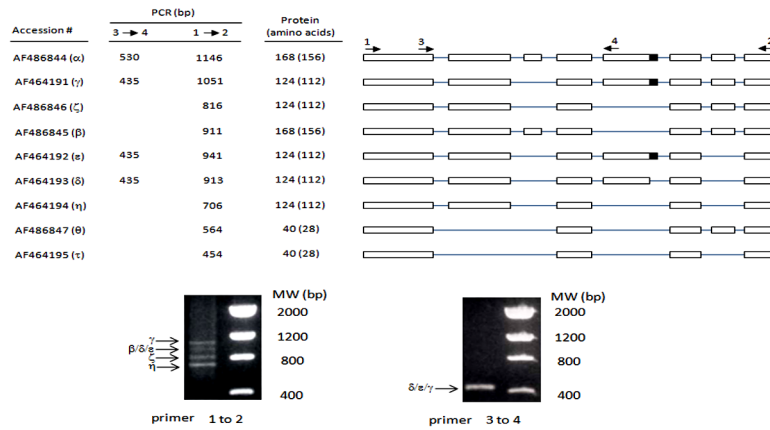 PCR (bp)
Protein
Accession # 3 → 4 1 → 2 (amino acids)
1 3 4 2
AF486844 (α) 530 1146 168 (156)
AF464191 (γ) 435 1051 124 (112)
AF486846 (ζ) 816 124 (112)
AF486845 (β) 911 168 (156)
AF464192 (ε) 435 941 124 (112)
AF464193 (δ) 435 913 124 (112)
AF464194 (η) 706 124 (112)
AF486847 (θ) 564 40 (28)
AF464195 (τ) 454 40 (28)
MW (bp)
2000
1200
800
400
γ
β/δ/ε
ζ
η
primer 1 to 2
MW (bp)
2000
1200
800
400
δ/ε/γ
primer 3 to 4